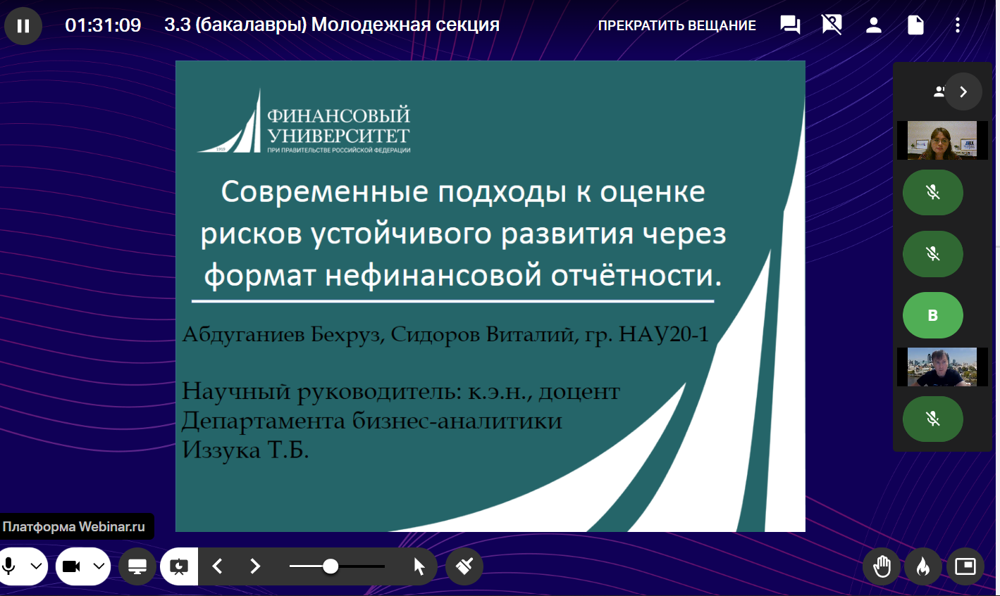 01:31:09 3.3 (бакалавры) Молодежная секция ПРЕКРАТИТЬ ВЕЩАНИЕ
1919
ФИНАНСОВЫЙ
УНИВЕРСИТЕТ
ПРИ ПРАВИТЕЛЬСТВЕ РОССИЙСКОЙ ФЕДЕРАЦИИ
Современные подходы к оценке
рисков устойчивого развития через
формат нефинансовой отчётности.
Абдуганиев Бехруз, Сидоров Виталий, гр. НАУ20-1
Научный руководитель: к.э.н., доцент
Департамента бизнес-аналитики
Иззука Т.Б.
B
Платформа Webinar.ru